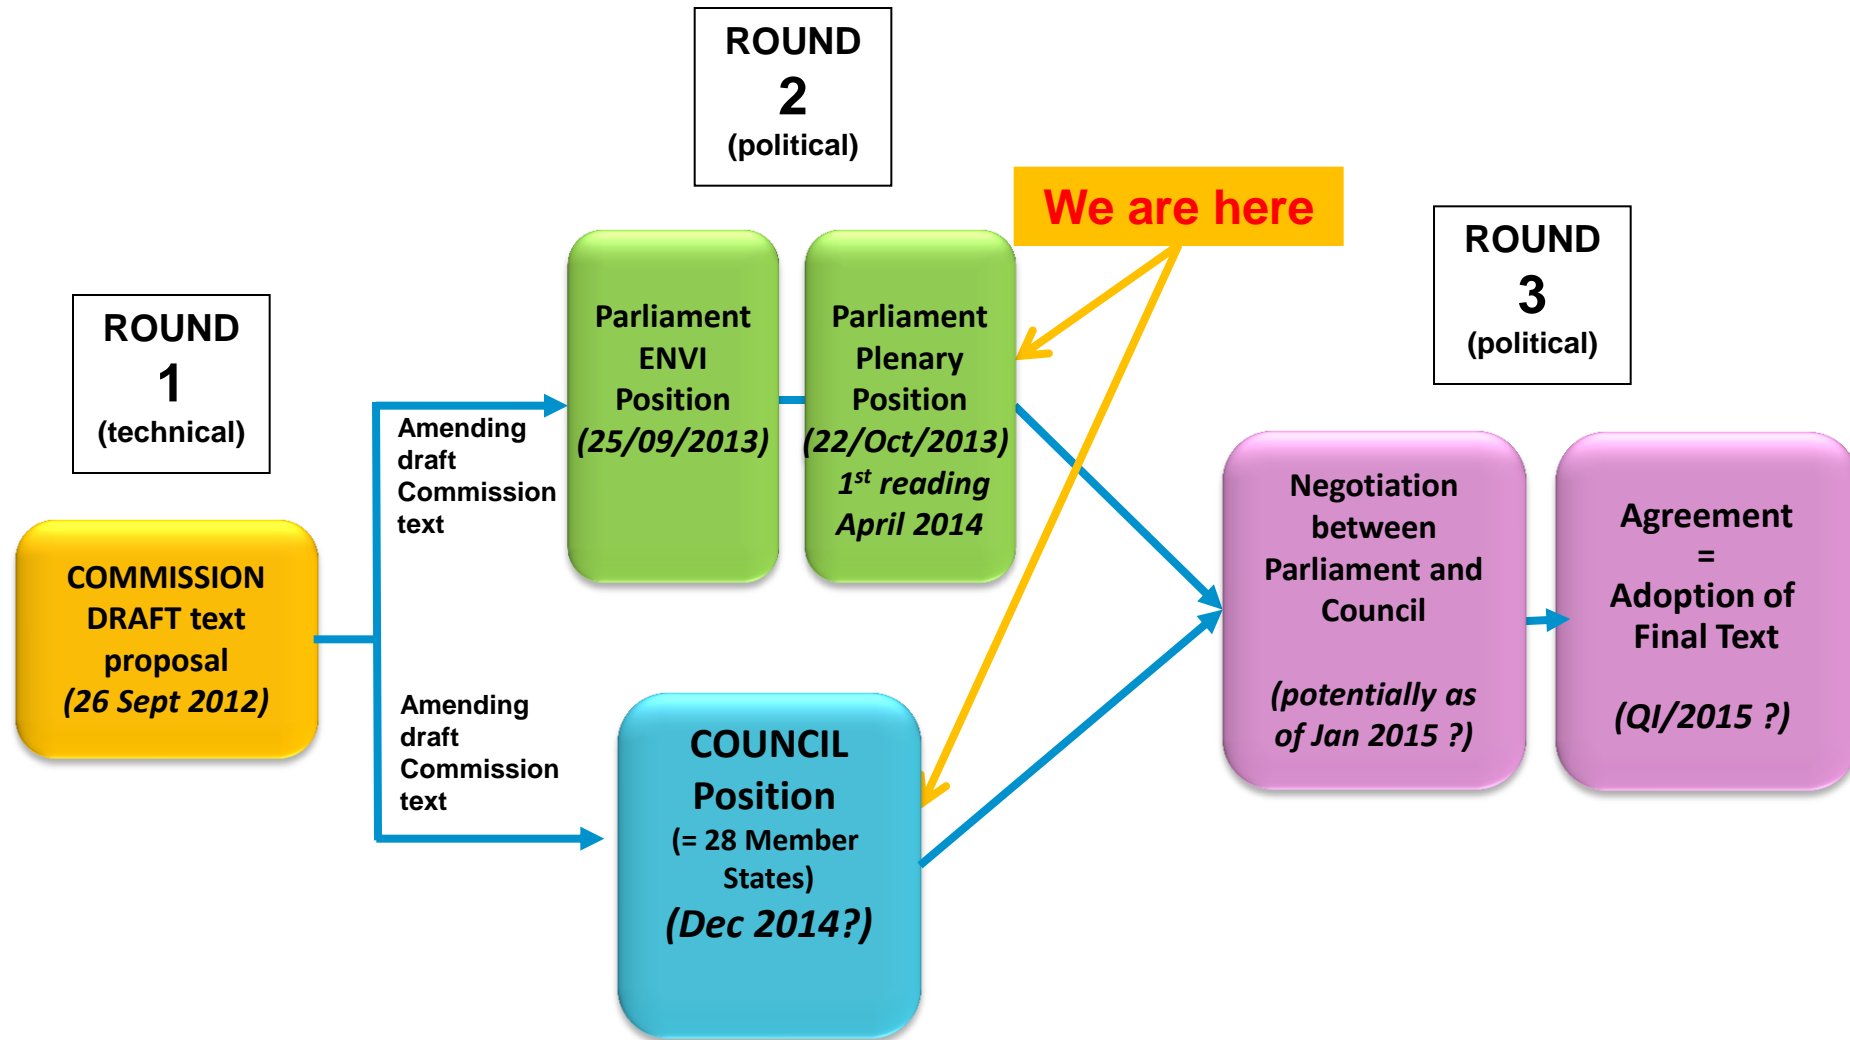 ROUND
1
(technical)
COMMISSION
DRAFT text
proposal
(26 Sept 2012)
ROUND
2
(political)
Amending
draft
Commission
text
Parliament
ENVI
Position
(25/09/2013)
Parliament
Plenary
Position
(22/Oct/2013)
1st reading
April 2014
We are here
Amending
draft
Commission
text
COUNCIL
Position
(= 28 Member
States)
(Dec 2014?)
ROUND
3
(political)
Negotiation
between
Parliament and
Council
(potentially as
of Jan 2015 ?)
Agreement
=
Adoption of
Final Text
(QI/2015 ?)